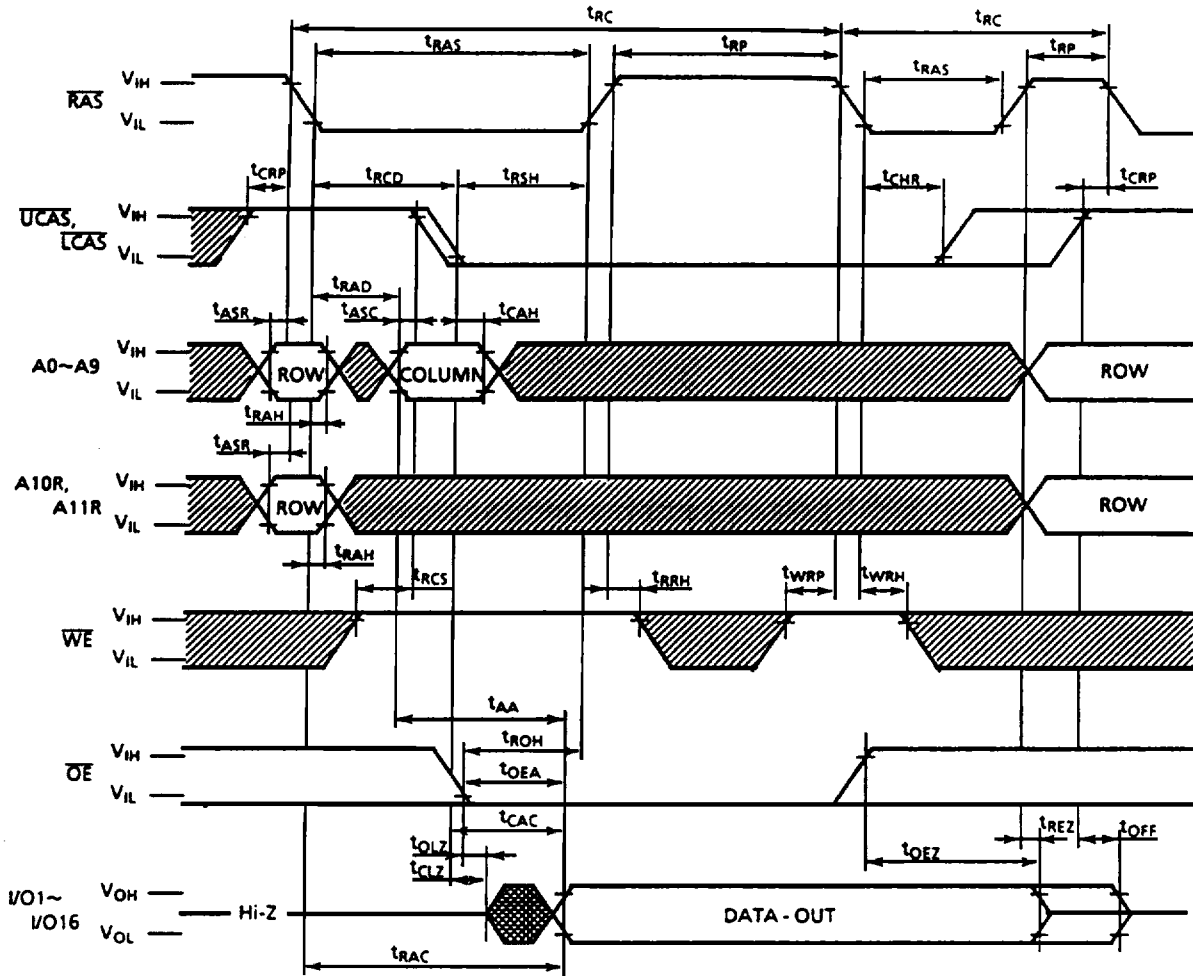 tRC tRC
tRAS tRP tRAS tRP
RAS VIH
VIL
tCRP tRCD tRSH tCHR tCRP
UCAS, VIH
LCAS VIL
tRAD
tASR tASC tCAH
A0~A9 VIH
ROW COLUMN ROW
VIL
tRAH
tASR
A10R, VIH
A11R ROW ROW
VIL
tRAH
tRCS tRRH tWRP tWRH
WE VIH
VIL
tAA
tROH
OE VIH
tOEA
VIL
tCAC tREZ tOFF
tOLZ tOEZ
tCLZ
I/O1~ VOH
I/O16 Hi-Z DATA-OUT
VOL
tRAC